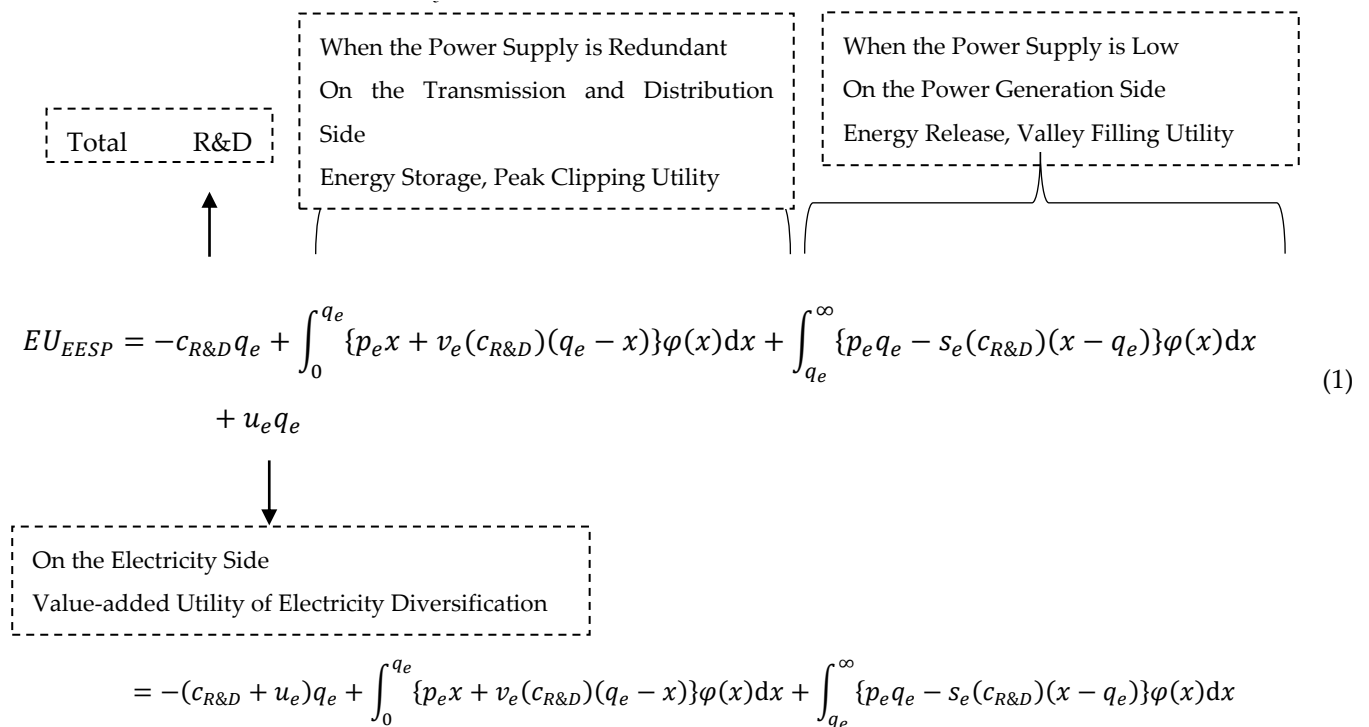 When the Power Supply is Redundant
On the Transmission and Distribution
Side
Energy Storage, Peak Clipping Utility
When the Power Supply is Low
On the Power Generation Side
Energy Release, Valley Filling Utility
Total R&D
EU_{EESP} = −c_{R&D}q_e + ∫_0^{q_e}{p_e x + v_e(c_{R&D})(q_e − x)}φ(x)dx + ∫_{q_e}^∞{p_e q_e − s_e(c_{R&D})(x − q_e)}φ(x)dx
+ u_e q_e
(1)
On the Electricity Side
Value-added Utility of Electricity Diversification
= −(c_{R&D} + u_e)q_e + ∫_0^{q_e}{p_e x + v_e(c_{R&D})(q_e − x)}φ(x)dx + ∫_{q_e}^∞{p_e q_e − s_e(c_{R&D})(x − q_e)}φ(x)dx